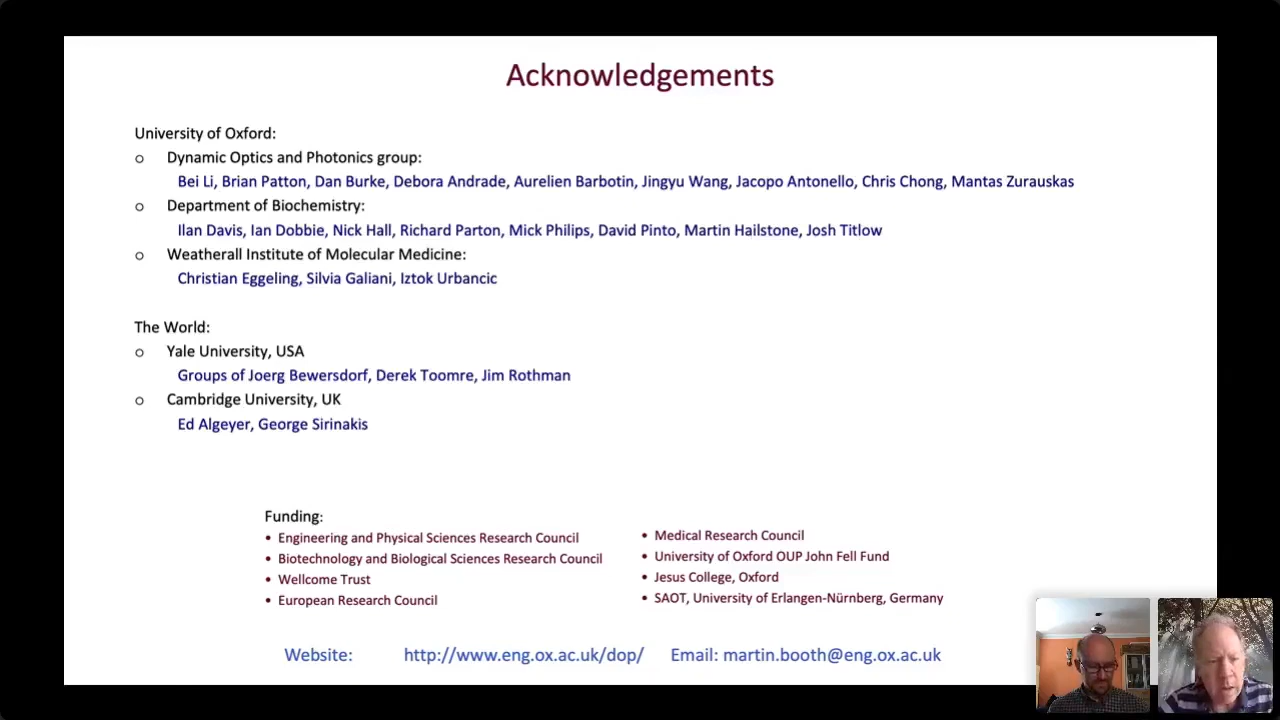 Acknowledgements
University of Oxford:
o Dynamic Optics and Photonics group:
Bei Li, Brian Patton, Dan Burke, Debora Andrade, Aurelien Barbotin, Jingyu Wang, Jacopo Antonello, Chris Chong, Mantas Zurauskas
o Department of Biochemistry:
Ilan Davis, Ian Dobbie, Nick Hall, Richard Parton, Mick Philips, David Pinto, Martin Hailstone, Josh Titlow
o Weatherall Institute of Molecular Medicine:
Christian Eggeling, Silvia Galiani, Iztok Urbancic
The World:
o Yale University, USA
Groups of Joerg Bewersdorf, Derek Toomre, Jim Rothman
o Cambridge University, UK
Ed Algeyer, George Sirinakis
Funding:
• Engineering and Physical Sciences Research Council
• Biotechnology and Biological Sciences Research Council
• Wellcome Trust
• European Research Council
• Medical Research Council
• University of Oxford OUP John Fell Fund
• Jesus College, Oxford
• SAOT, University of Erlangen-Nürnberg, Germany
Website: http://www.eng.ox.ac.uk/dop/ Email: martin.booth@eng.ox.ac.uk